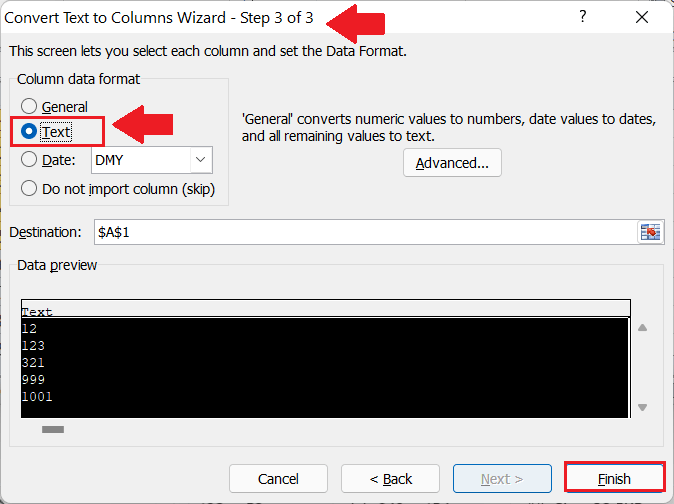 Convert Text to Columns Wizard - Step 3 of 3
?
This screen lets you select each column and set the Data Format.
Column data format
General
Text
Date: DMY
Do not import column (skip)
'General' converts numeric values to numbers, date values to dates,
and all remaining values to text.
Advanced...
Destination: $A$1
Data preview
Text
12
123
321
999
1001
Cancel < Back Next > Finish